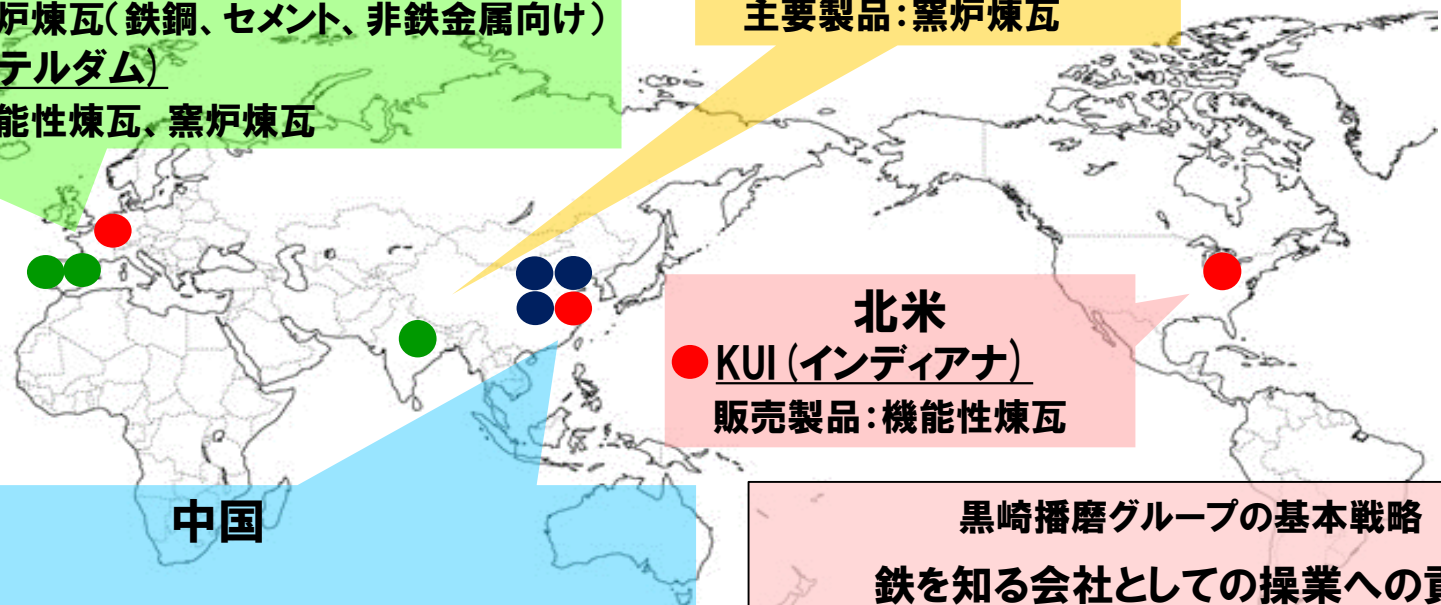 炉煉瓦(鉄鋼、セメント、非鉄金属向け)
テルダム)
能性煉瓦、窯炉煉瓦
主要製品:窯炉煉瓦
北米
KUI(インディアナ)
販売製品:機能性煉瓦
中国
黒崎播磨グループの基本戦略
鉄を知る会社としての操業への貢